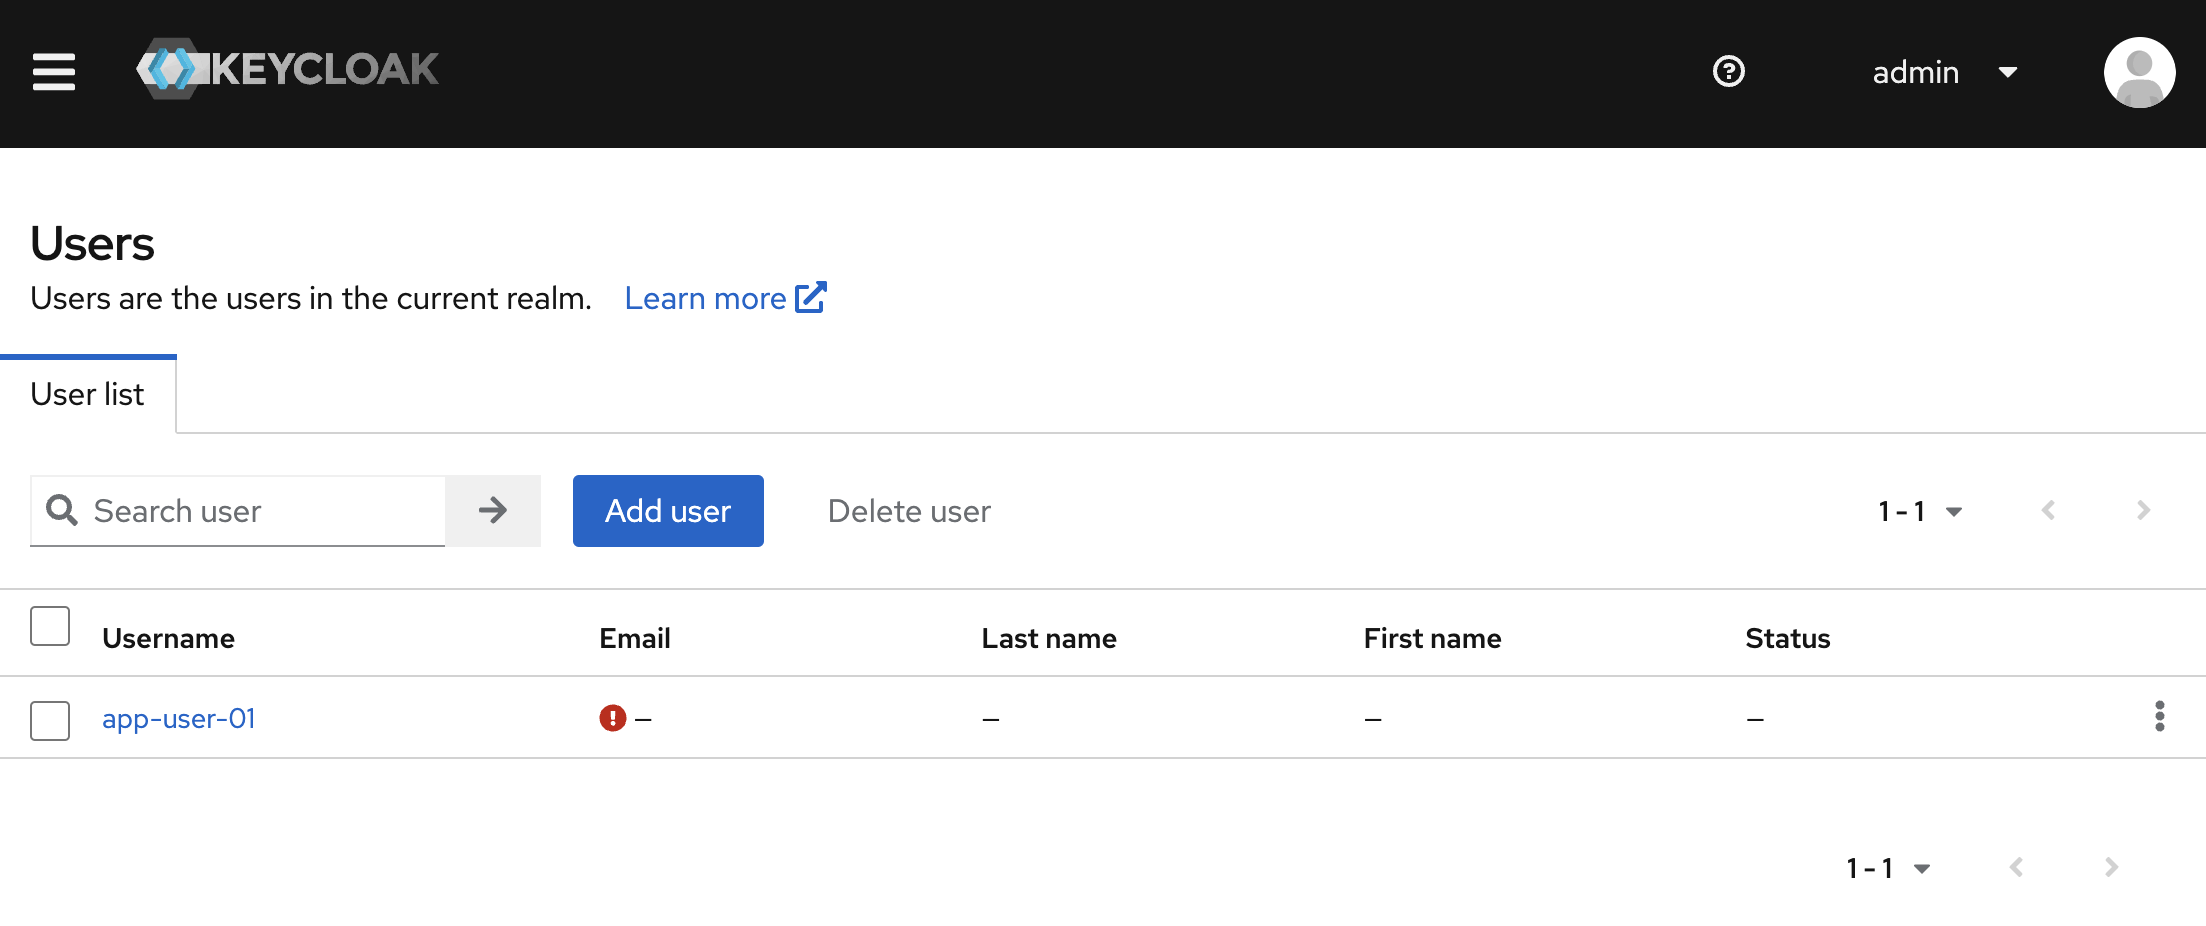 KEYCLOAK
admin
Users
Users are the users in the current realm. Learn more
User list
Search user Add user Delete user 1 - 1
Username Email Last name First name Status
app-user-01 — — — —
1 - 1